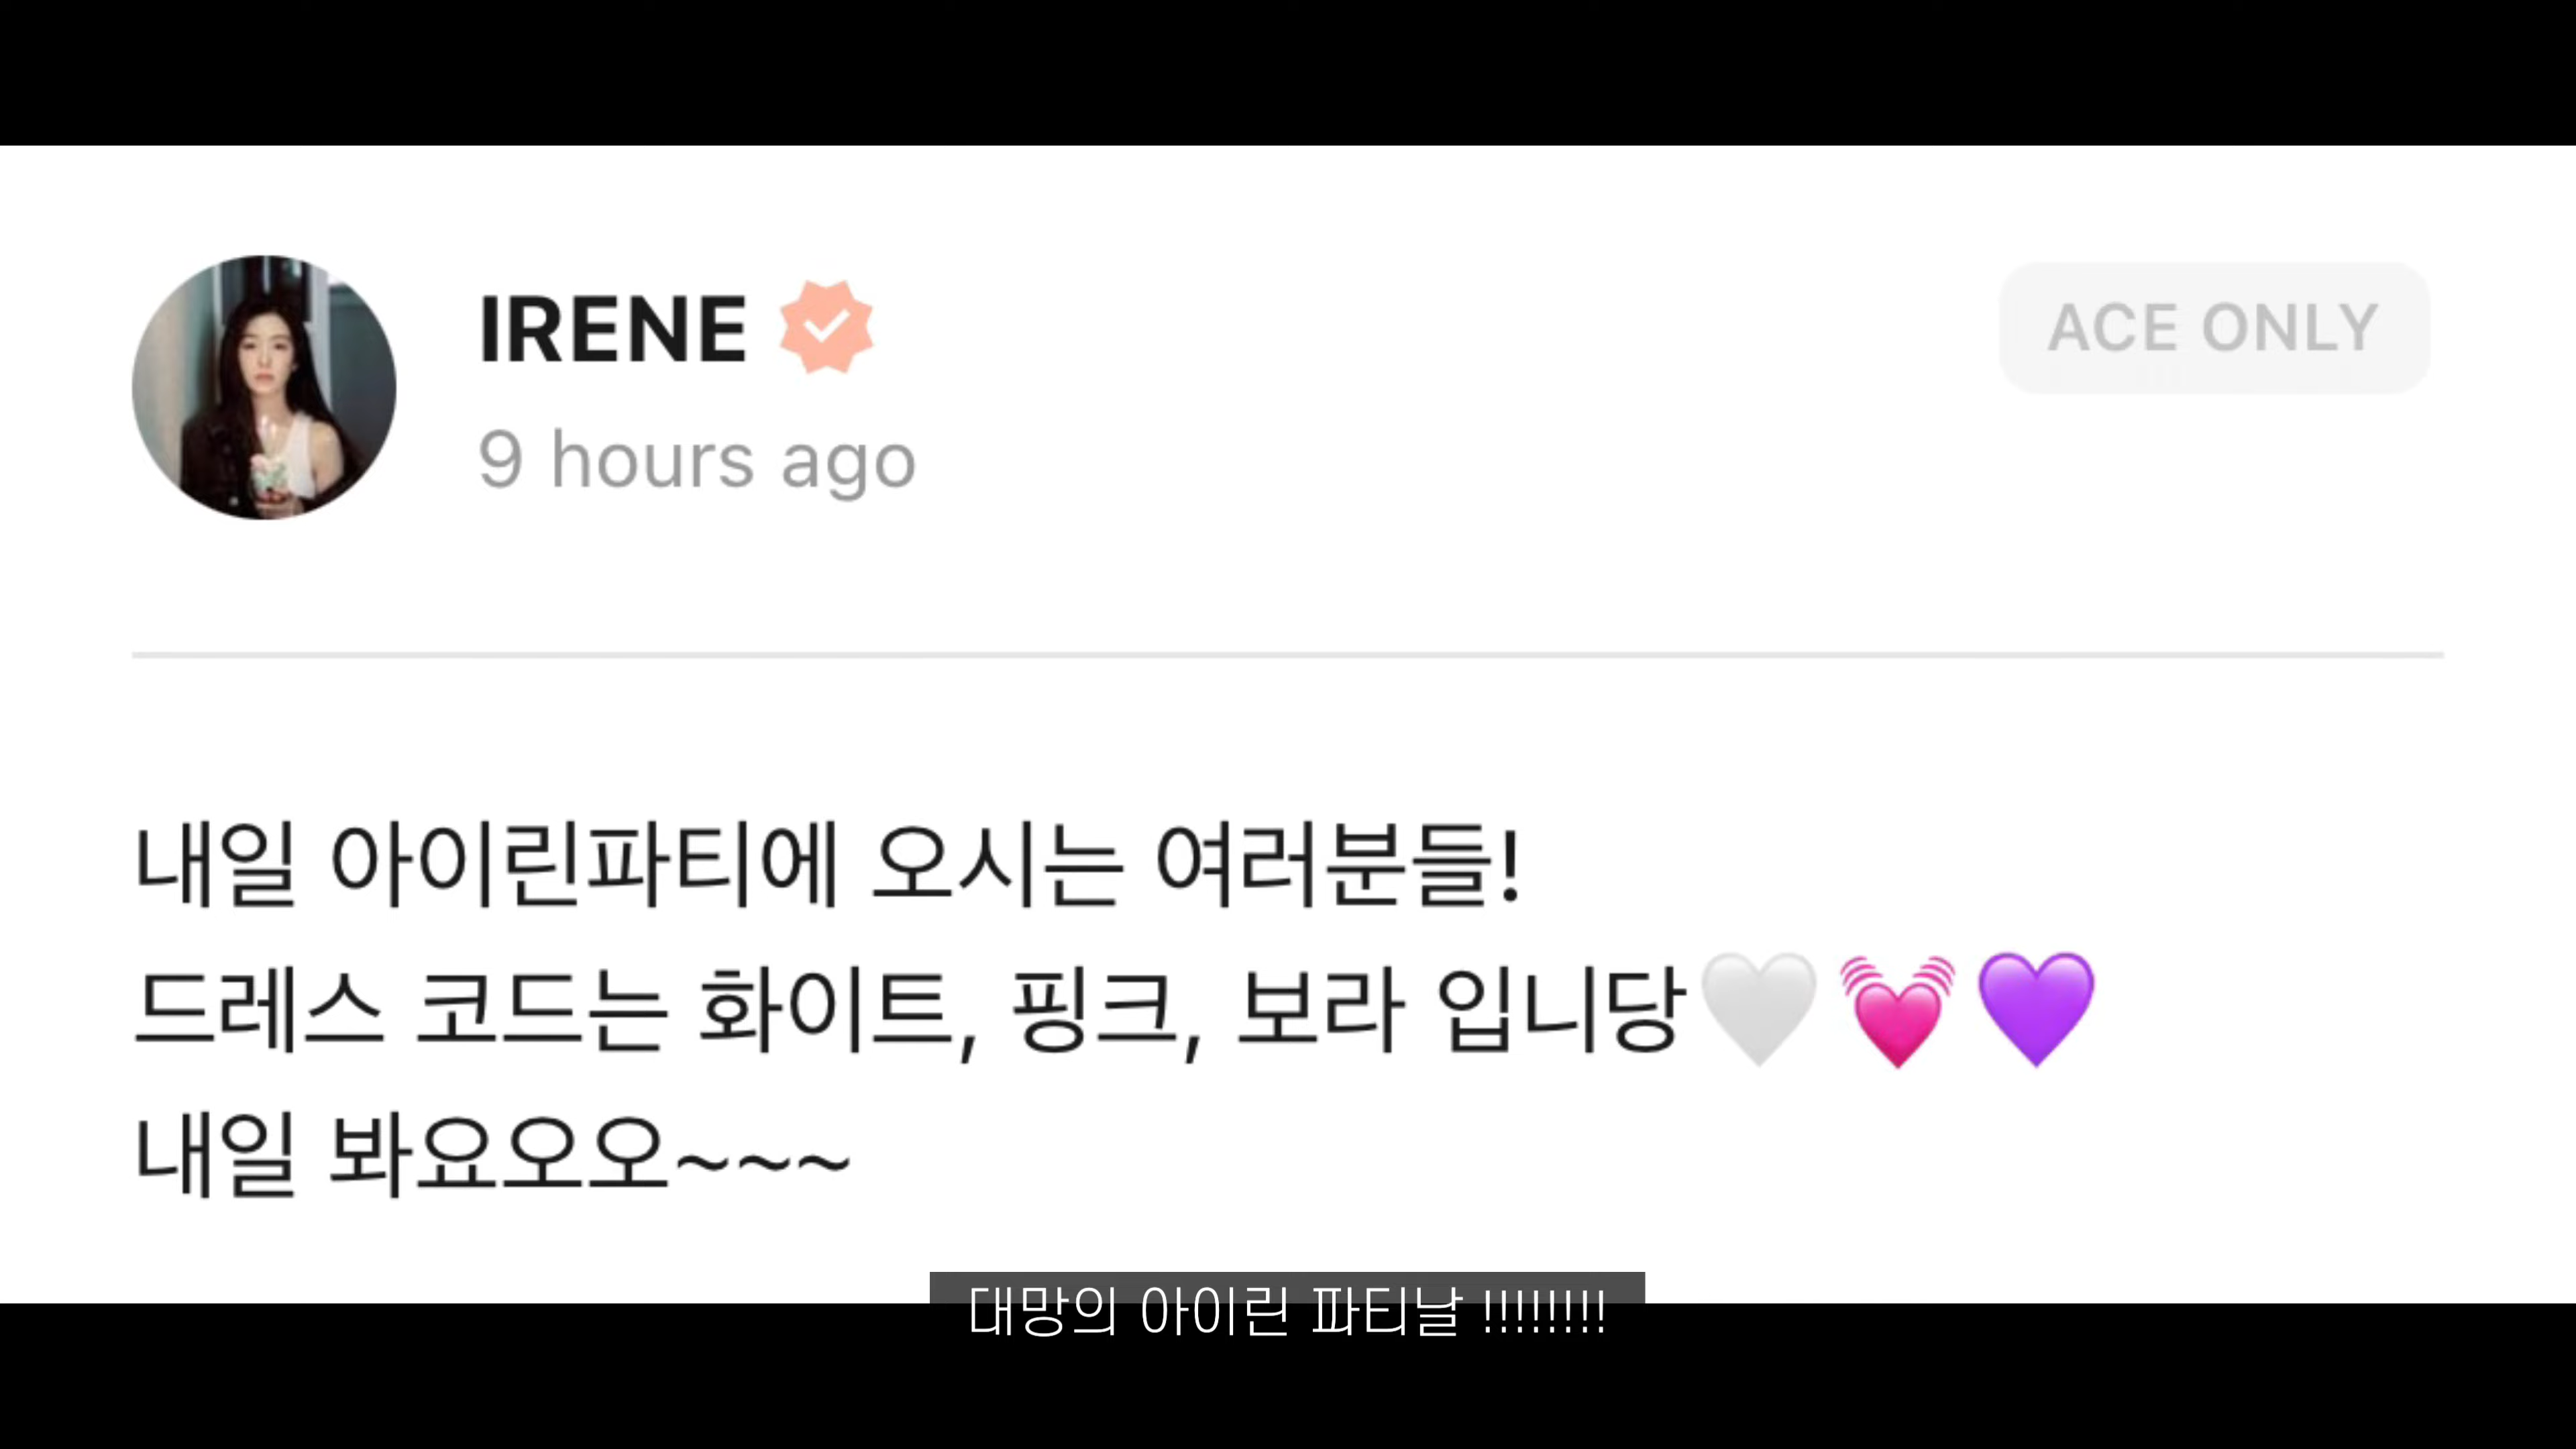 IRENE
ACE ONLY
9 hours ago
내일 아이린파티에 오시는 여러분들!
드레스 코드는 화이트, 핑크, 보라 입니당🤍💓💜
내일 봐요오오~~~
대망의 아이린 파티날 !!!!!!!!